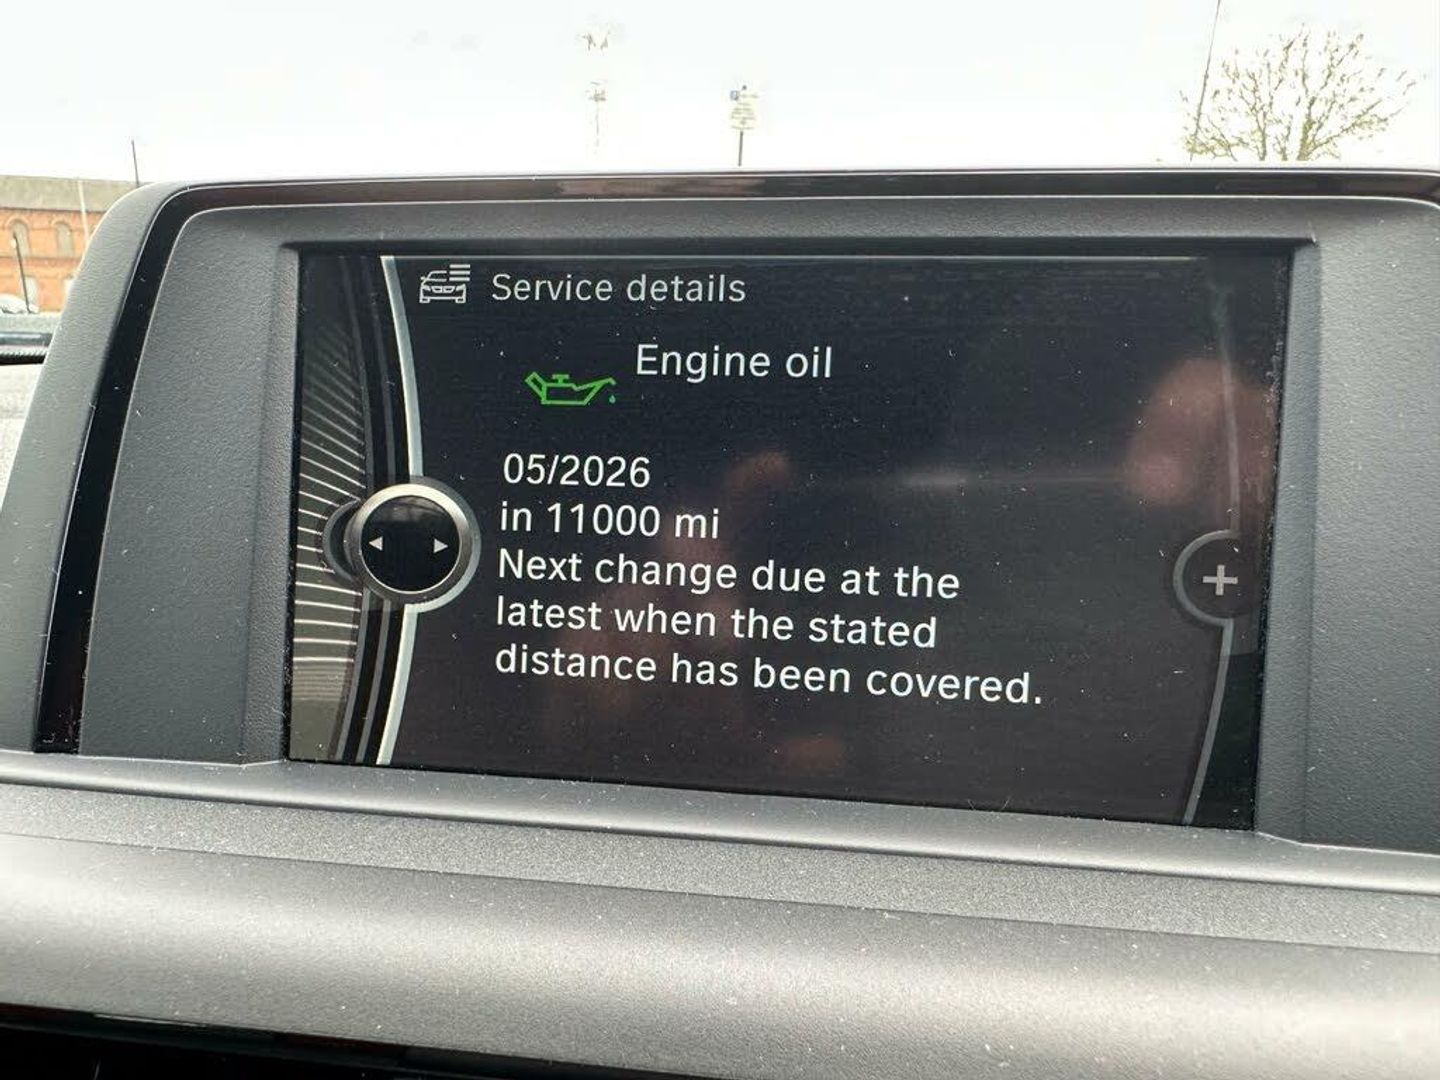 Service details
Engine oil
05/2026
in 11000 mi
Next change due at the
latest when the stated
distance has been covered.